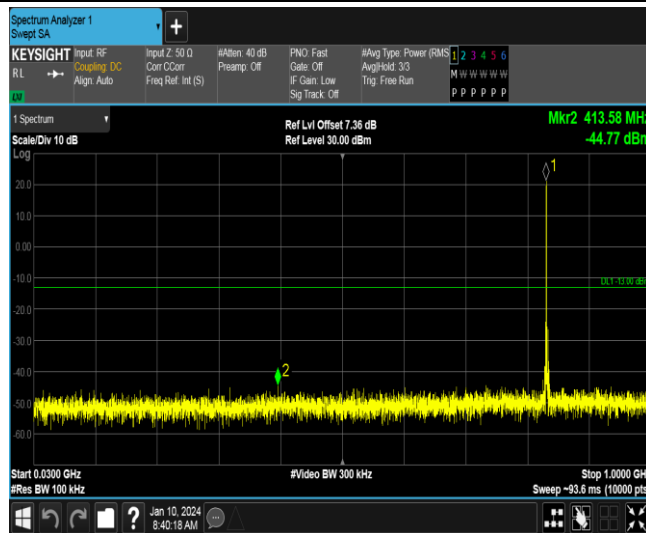 Spectrum Analyzer 1
Swept SA
+
KEYSIGHT
RL
Input: RF
Coupling: DC
Align: Auto
Input Z: 50 Ω
Corr CCorr
Freq Ref: Int (S)
#Atten: 40 dB
Preamp: Off
PNO: Fast
Gate: Off
IF Gain: Low
Sig Track: Off
#Avg Type: Power (RMS
Avg|Hold: 3/3
Trig: Free Run
1 2 3 4 5 6
M W W W W W
P P P P P P
1 Spectrum
Scale/Div 10 dB
Log
Ref Lvl Offset 7.36 dB
Ref Level 30.00 dBm
Mkr2 413.58 MHz
-44.77 dBm
1
20.0
10.0
0.00
-10.0
DL1 -13.00 dBm
-20.0
-30.0
-40.0
2
-50.0
-60.0
Start 0.0300 GHz
#Res BW 100 kHz
#Video BW 300 kHz
Stop 1.0000 GH
Sweep ~93.6 ms (10000 pts
?
Jan 10, 2024
8:40:18 AM